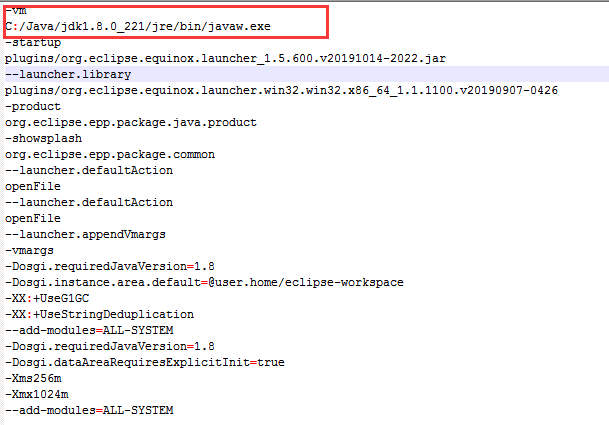 -vm
C:/Java/jdk1.8.0_221/jre/bin/javaw.exe
-startup
plugins/org.eclipse.equinox.launcher_1.5.600.v20191014-2022.jar
--launcher.library
plugins/org.eclipse.equinox.launcher.win32.win32.x86_64_1.1.1100.v20190907-0426
-product
org.eclipse.epp.package.java.product
-showsplash
org.eclipse.epp.package.common
--launcher.defaultAction
openFile
--launcher.defaultAction
openFile
--launcher.appendVmargs
-vmargs
-Dosgi.requiredJavaVersion=1.8
-Dosgi.instance.area.default=@user.home/eclipse-workspace
-XX:+UseG1GC
-XX:+UseStringDeduplication
--add-modules=ALL-SYSTEM
-Dosgi.requiredJavaVersion=1.8
-Dosgi.dataAreaRequiresExplicitInit=true
-Xms256m
-Xmx1024m
--add-modules=ALL-SYSTEM